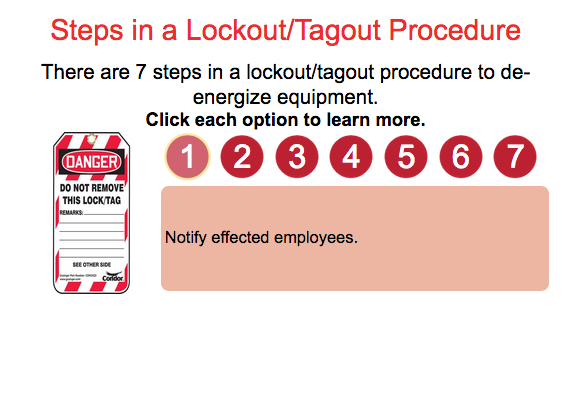 Steps in a Lockout/Tagout Procedure
There are 7 steps in a lockout/tagout procedure to de-
energize equipment.
Click each option to learn more.
1 2 3 4 5 6 7
DANGER
DO NOT REMOVE
THIS LOCK/TAG
REMARKS:
SEE OTHER SIDE
Condor
Notify effected employees.